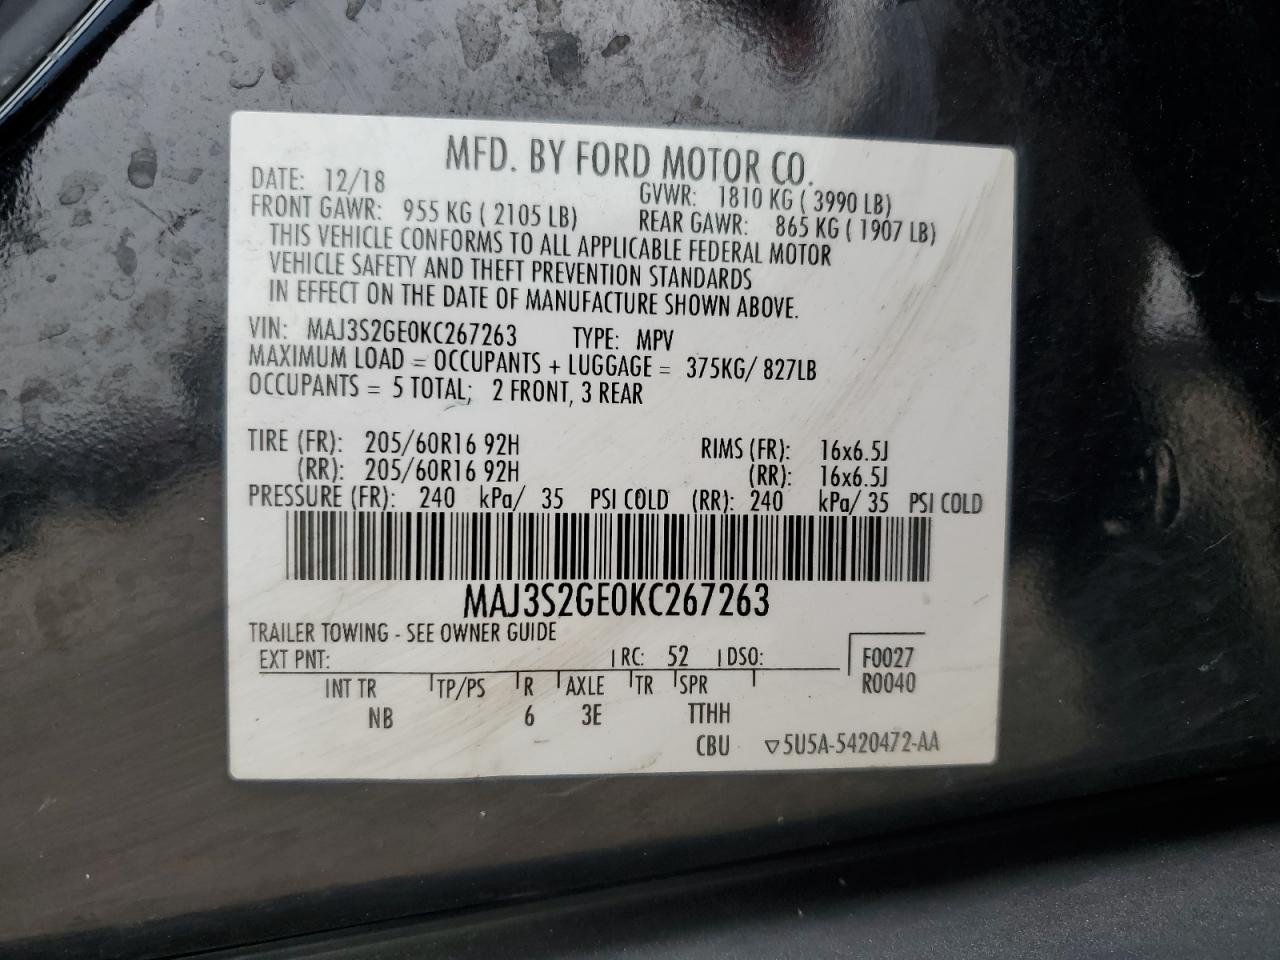 MFD. BY FORD MOTOR CO.
DATE: 12/18 GVWR: 1810 KG ( 3990 LB)
FRONT GAWR: 955 KG ( 2105 LB) REAR GAWR: 865 KG ( 1907 LB)
THIS VEHICLE CONFORMS TO ALL APPLICABLE FEDERAL MOTOR
VEHICLE SAFETY AND THEFT PREVENTION STANDARDS
IN EFFECT ON THE DATE OF MANUFACTURE SHOWN ABOVE.
VIN: MAJ3S2GE0KC267263 TYPE: MPV
MAXIMUM LOAD = OCCUPANTS + LUGGAGE = 375KG/ 827LB
OCCUPANTS = 5 TOTAL; 2 FRONT, 3 REAR
TIRE (FR): 205/60R16 92H RIMS (FR): 16x6.5J
(RR): 205/60R16 92H (RR): 16x6.5J
PRESSURE (FR): 240 kPa/ 35 PSI COLD (RR): 240 kPa/ 35 PSI COLD
MAJ3S2GE0KC267263
TRAILER TOWING - SEE OWNER GUIDE
EXT PNT: RC: 52 DSO: F0027
INT TR TP/PS R AXLE TR SPR R0040
NB 6 3E TTHH
CBU ▽5U5A-5420472-AA